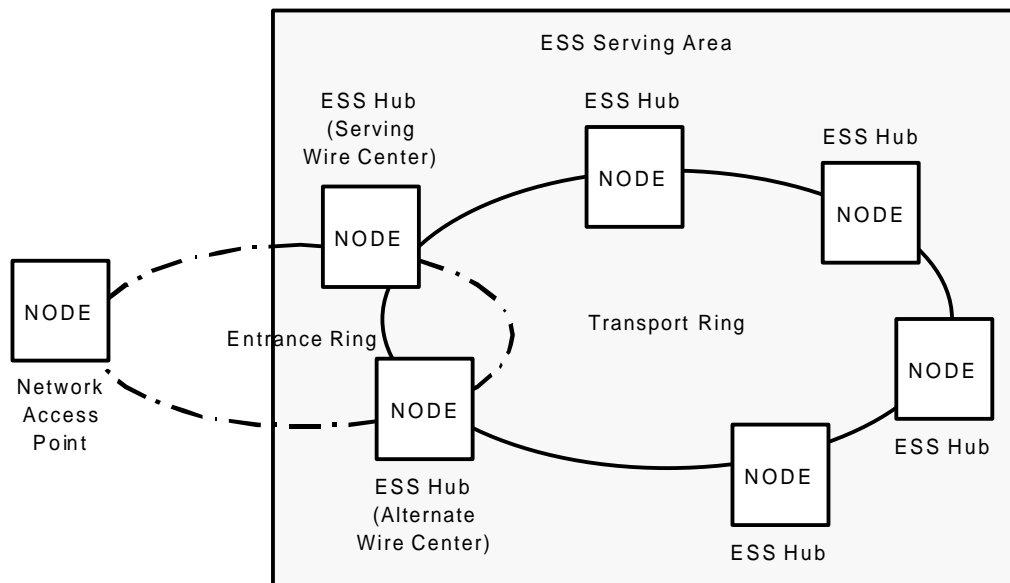 ESS Serving Area
ESS Hub
(Serving
Wire Center)
NODE
ESS Hub
NODE
ESS Hub
NODE
NODE
Network
Access
Point
Entrance Ring
Transport Ring
NODE
ESS Hub
(Alternate
Wire Center)
NODE
ESS Hub
NODE
ESS Hub